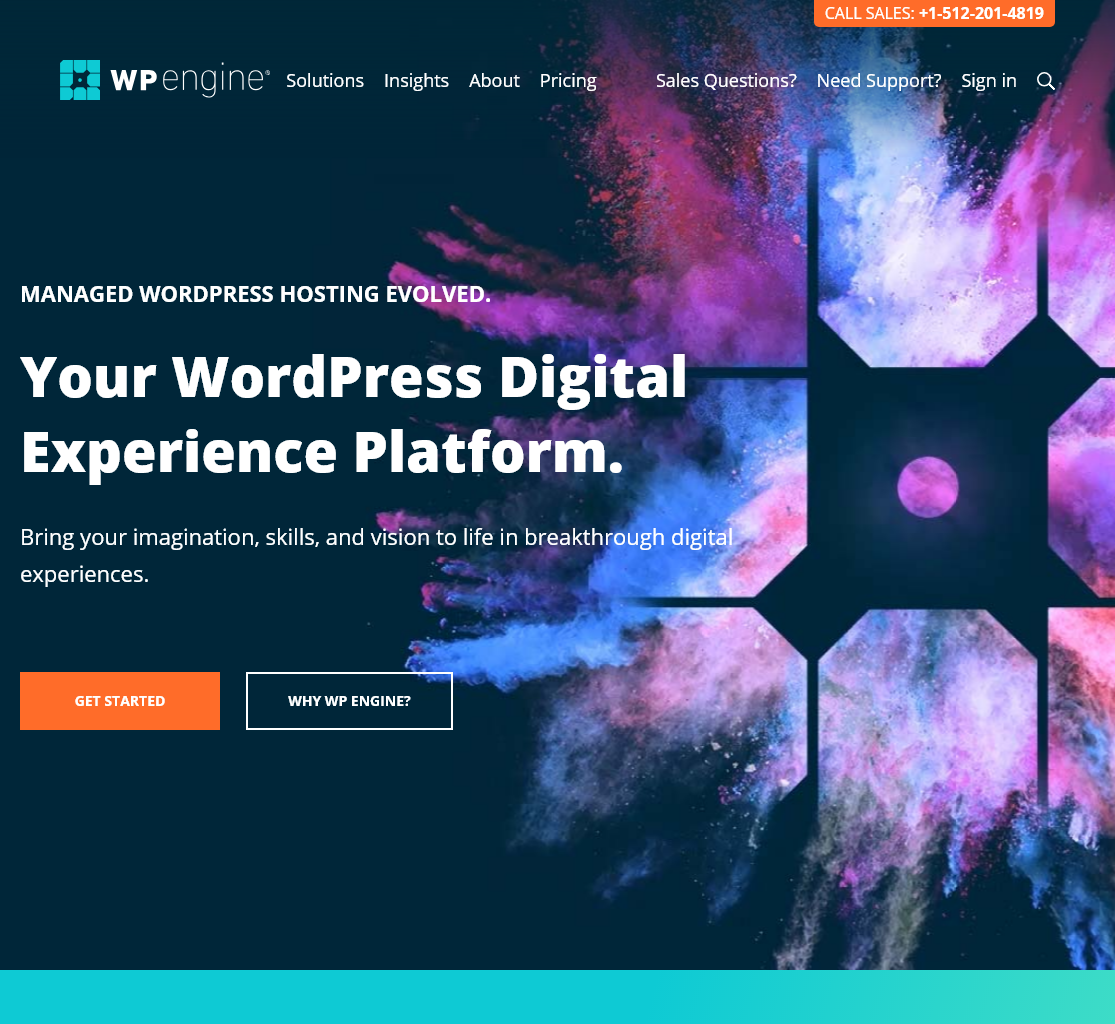 CALL SALES: +1-512-201-4819
WP engine®
Solutions
Insights
About
Pricing
Sales Questions?
Need Support?
Sign in
MANAGED WORDPRESS HOSTING EVOLVED.
Your WordPress Digital
Experience Platform.
Bring your imagination, skills, and vision to life in breakthrough digital
experiences.
GET STARTED
WHY WP ENGINE?